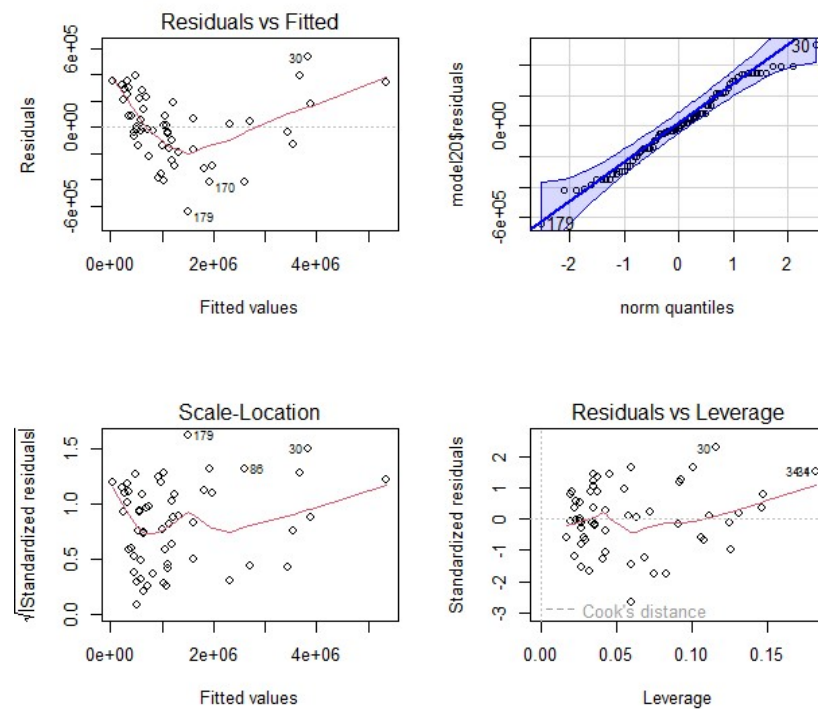 Residuals vs Fitted
Residuals
6e+05
0e+00
-6e+05
30
170
179
0e+00 2e+06 4e+06
Fitted values
model20$residuals
0e+00
-6e+05
30
179
-2 -1 0 1 2
norm quantiles
Scale-Location
√|Standardized residuals|
1.5
1.0
0.5
0.0
179
86
30
0e+00 2e+06 4e+06
Fitted values
Residuals vs Leverage
Standardized residuals
2
1
0
-1
-2
-3
30
Cook's distance
0.00 0.05 0.10 0.15
Leverage